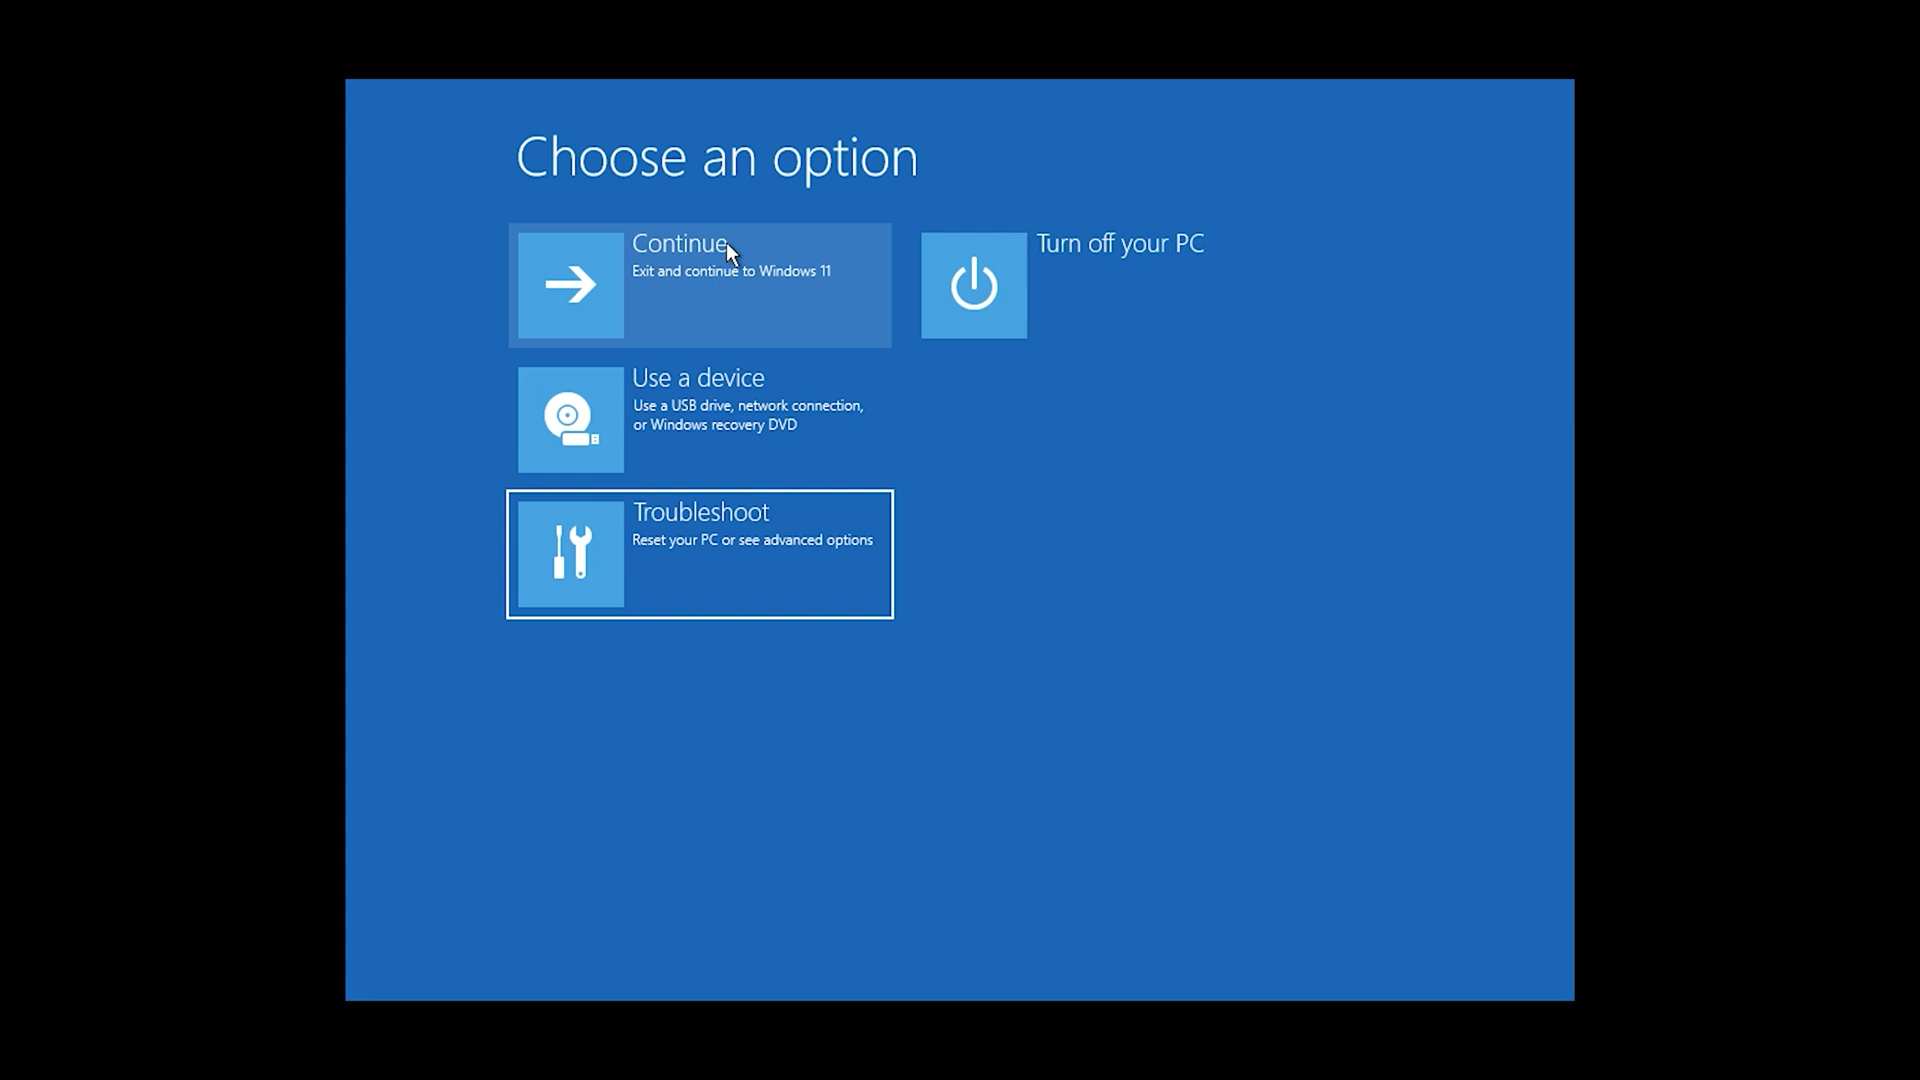 Choose an option
Continue
Exit and continue to Windows 11
Turn off your PC
Use a device
Use a USB drive, network connection,
or Windows recovery DVD
Troubleshoot
Reset your PC or see advanced options